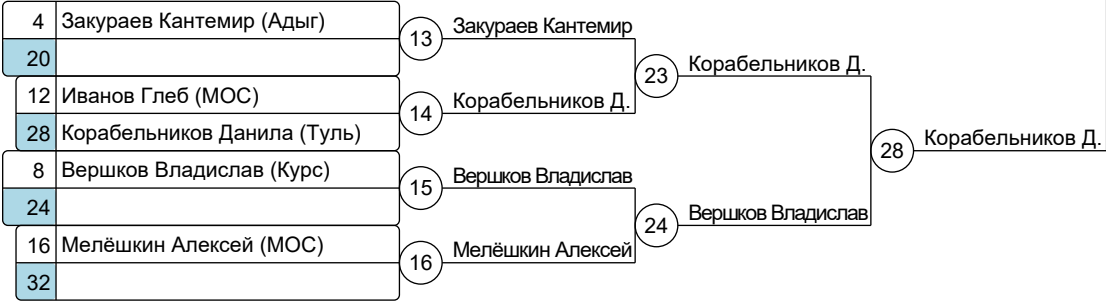 4 Закураев Кантемир (Адыг)
20
12 Иванов Глеб (МОС)
28 Корабельников Данила (Туль)
8 Вершков Владислав (Курс)
24
16 Мелёшкин Алексей (МОС)
32
13 Закураев Кантемир
14 Корабельников Д.
15 Вершков Владислав
16 Мелёшкин Алексей
23 Корабельников Д.
24 Вершков Владислав
28 Корабельников Д.